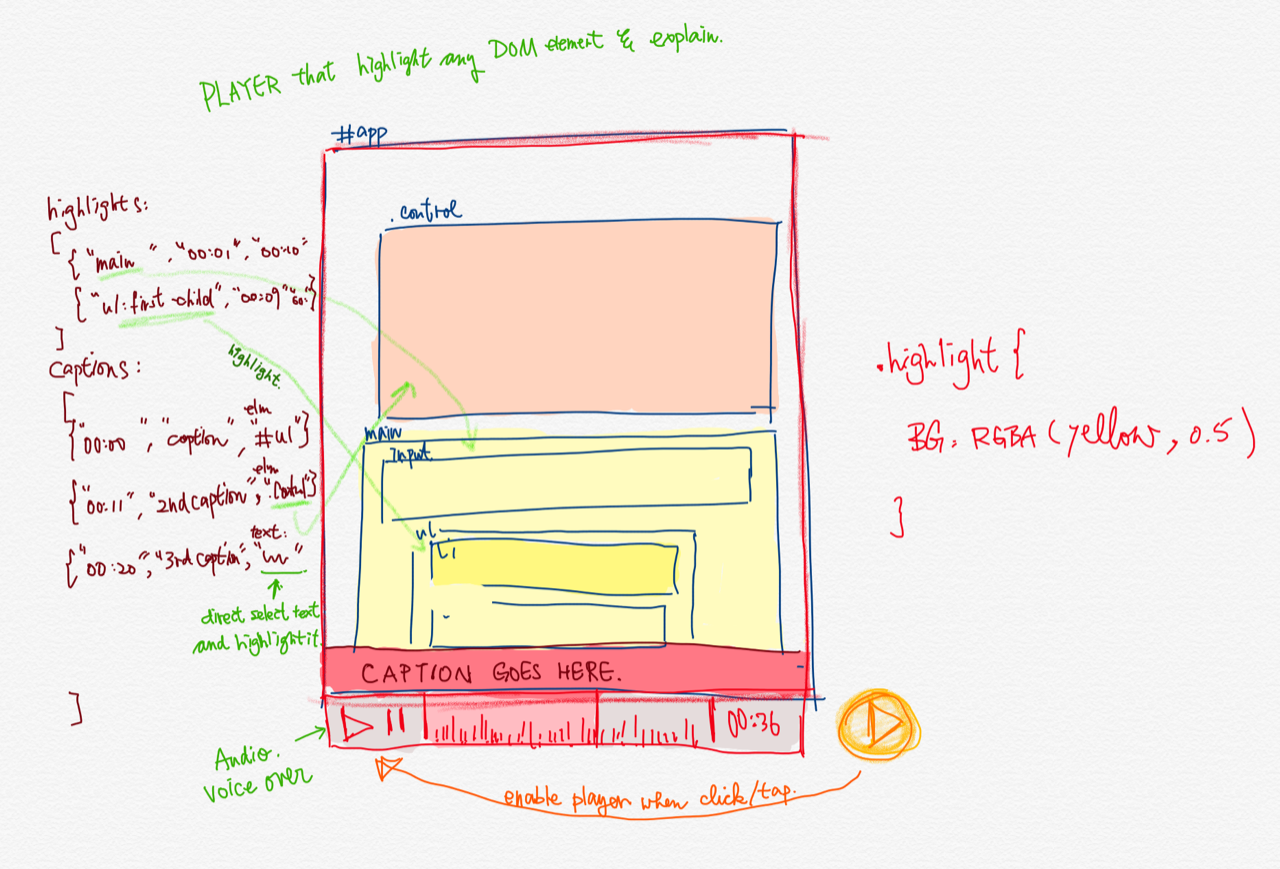 PLAYER that highlight any DOM element & explain.
#app
.control
highlights:
[
{ "main ", "00:01", "00:10"
}
{ "ul:first-child", "00:09"
}
]
highlight.
Captions:
[
elm
{"00:00 ", "caption", "#ul"}
elm
{"00:11", "2nd caption",
text:
{"00:20", "3rd caption",
direct select text
and highlight it
]
main
Input
ul
Li
CAPTION GOES HERE.
00:36
Audio.
Voice over
enable player when click/tap.
.highlight {
BG: RGBA (yellow, 0.5)
}